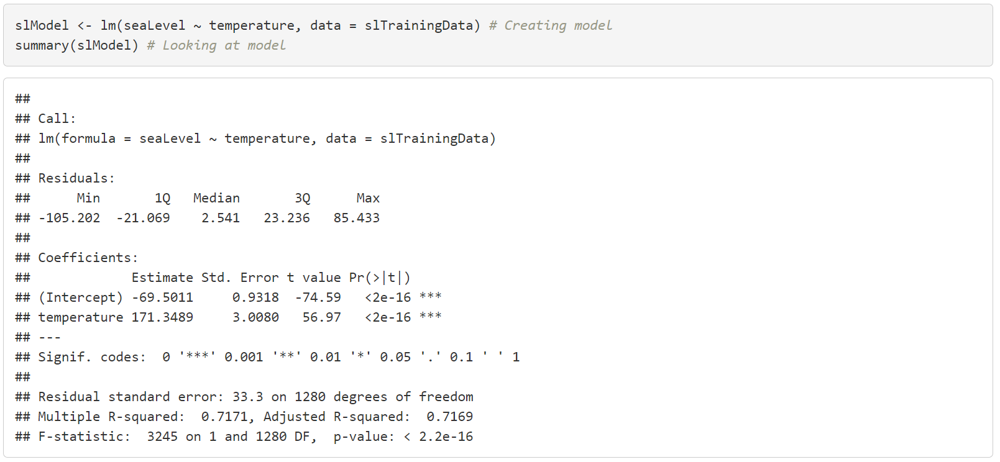 slModel <- lm(seaLevel ~ temperature, data = slTrainingData) # Creating model
summary(slModel) # Looking at model
##
## Call:
## lm(formula = seaLevel ~ temperature, data = slTrainingData)
##
## Residuals:
##      Min       1Q   Median       3Q      Max
## -105.202  -21.069    2.541   23.236   85.433
##
## Coefficients:
##             Estimate Std. Error t value Pr(>|t|)
## (Intercept) -69.5011     0.9318  -74.59   <2e-16 ***
## temperature 171.3489     3.0080   56.97   <2e-16 ***
## ---
## Signif. codes:  0 '***' 0.001 '**' 0.01 '*' 0.05 '.' 0.1 ' ' 1
##
## Residual standard error: 33.3 on 1280 degrees of freedom
## Multiple R-squared:  0.7171, Adjusted R-squared:  0.7169
## F-statistic:  3245 on 1 and 1280 DF,  p-value: < 2.2e-16